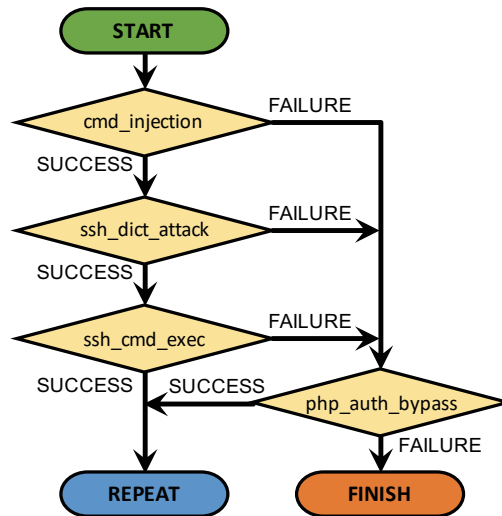 START
cmd_injection
FAILURE
SUCCESS
ssh_dict_attack
FAILURE
SUCCESS
ssh_cmd_exec
FAILURE
SUCCESS
SUCCESS
php_auth_bypass
FAILURE
REPEAT
FINISH